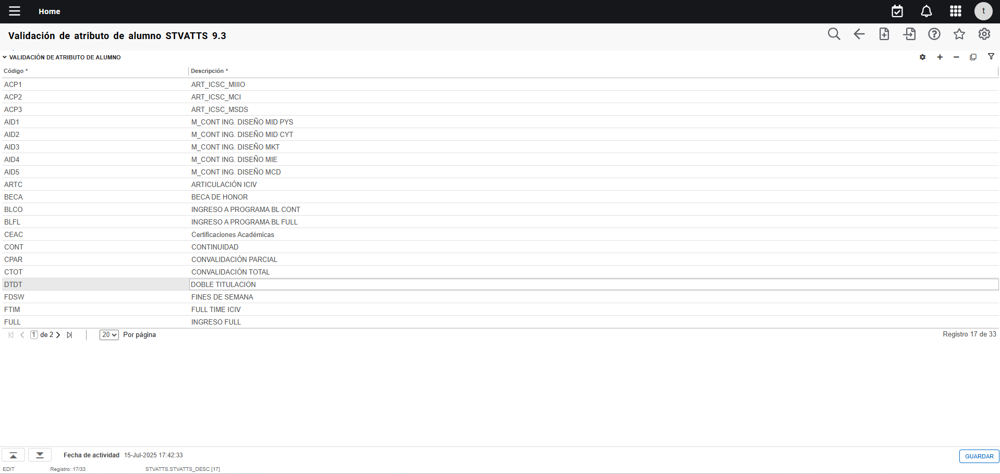 Home
t
Validación de atributo de alumno STVATTS 9.3
VALIDACIÓN DE ATRIBUTO DE ALUMNO
Código * Descripción *
ACP1 ART_ICSC_MIIIO
ACP2 ART_ICSC_MCI
ACP3 ART_ICSC_MSDS
AID1 M_CONT ING. DISEÑO MID PYS
AID2 M_CONT ING. DISEÑO MID CYT
AID3 M_CONT ING. DISEÑO MKT
AID4 M_CONT ING. DISEÑO MIE
AID5 M_CONT ING. DISEÑO MCD
ARTC ARTICULACIÓN ICIV
BECA BECA DE HONOR
BLCO INGRESO A PROGRAMA BL CONT
BLFL INGRESO A PROGRAMA BL FULL
CEAC Certificaciones Académicas
CONT CONTINUIDAD
CPAR CONVALIDACIÓN PARCIAL
CTOT CONVALIDACIÓN TOTAL
DTDT DOBLE TITULACIÓN
FDSW FINES DE SEMANA
FTIM FULL TIME ICIV
FULL INGRESO FULL
1 de 2 20 Por página Registro 17 de 33
Fecha de actividad 15-Jul-2025 17:42:33 GUARDAR
EDIT Registro: 17/33 STVATTS.STVATTS_DESC [17]